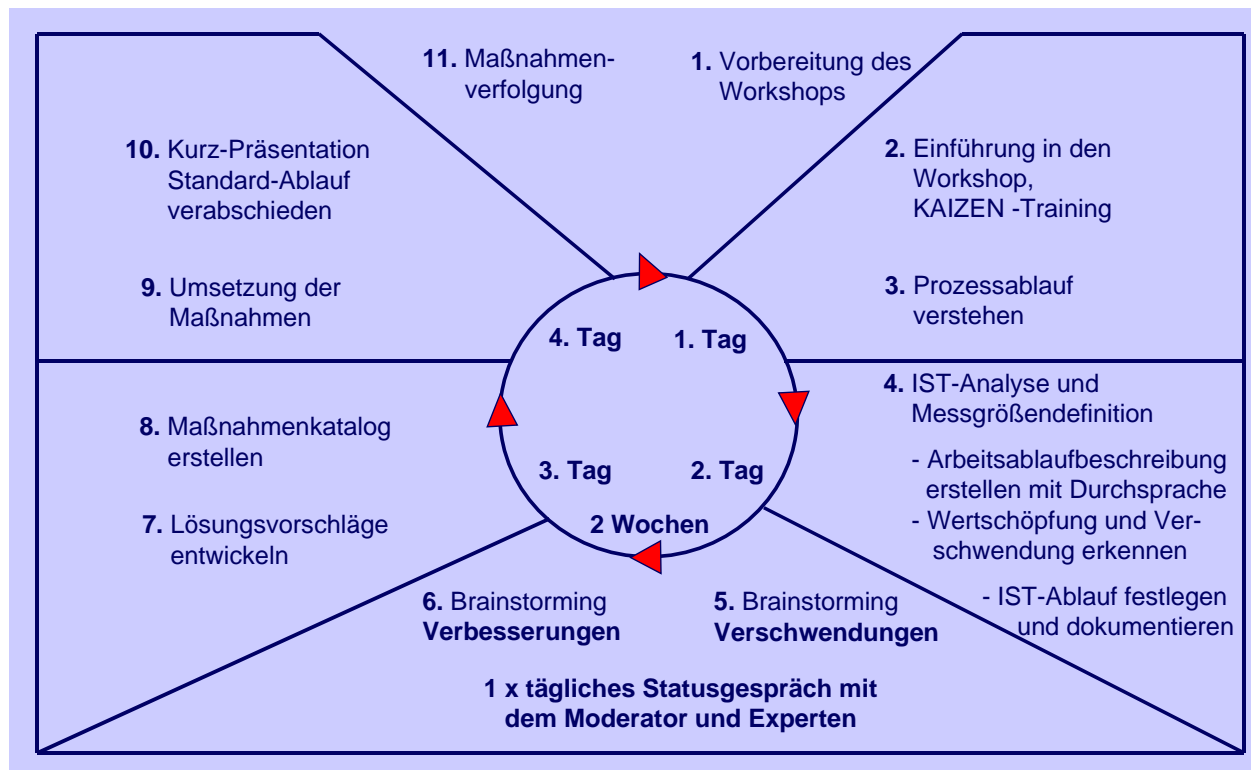 11. Maßnahmen-
verfolgung
1. Vorbereitung des
Workshops
10. Kurz-Präsentation
Standard-Ablauf
verabschieden
2. Einführung in den
Workshop,
KAIZEN -Training
9. Umsetzung der
Maßnahmen
3. Prozessablauf
verstehen
4. Tag
1. Tag
3. Tag
2. Tag
2 Wochen
4. IST-Analyse und
Messgrößendefinition
- Arbeitsablaufbeschreibung
erstellen mit Durchsprache
- Wertschöpfung und Ver-
schwendung erkennen
- IST-Ablauf festlegen
und dokumentieren
8. Maßnahmenkatalog
erstellen
7. Lösungsvorschläge
entwickeln
6. Brainstorming
Verbesserungen
5. Brainstorming
Verschwendungen
1 x tägliches Statusgespräch mit
dem Moderator und Experten